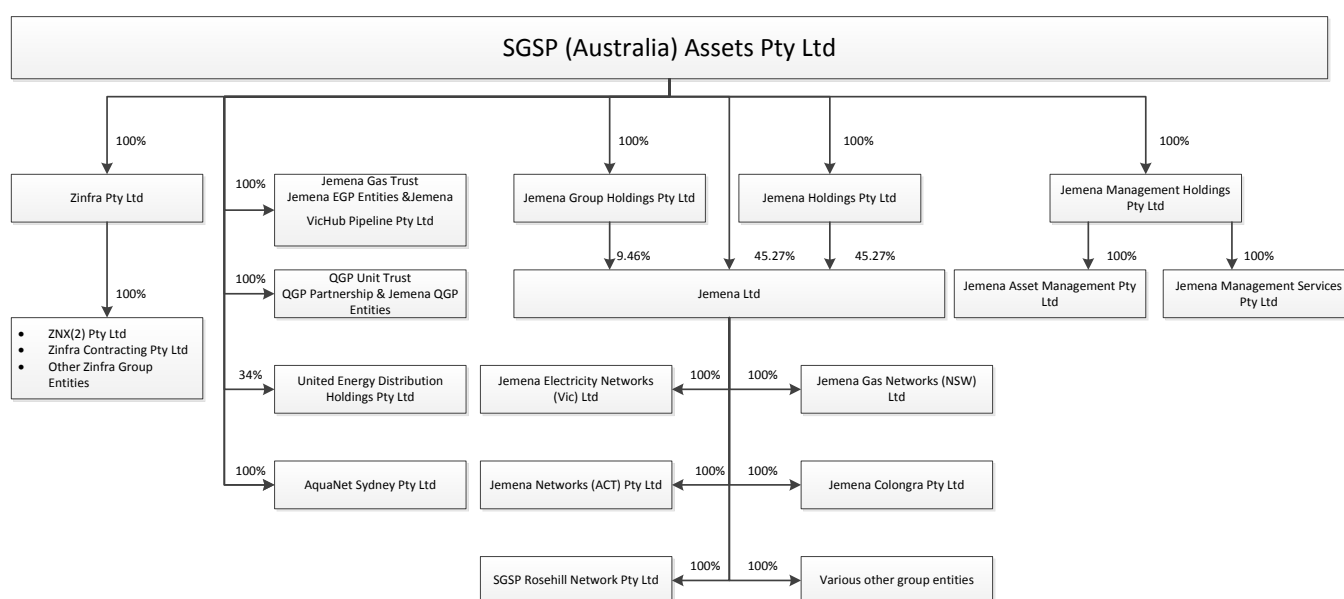 SGSP (Australia) Assets Pty Ltd
100%
100%
100%
100%
Zinfra Pty Ltd
100%
Jemena Gas Trust
Jemena EGP Entities &Jemena
VicHub Pipeline Pty Ltd
Jemena Group Holdings Pty Ltd
Jemena Holdings Pty Ltd
Jemena Management Holdings
Pty Ltd
9.46%
45.27%
45.27%
100%
100%
100%
100%
QGP Unit Trust
QGP Partnership & Jemena QGP
Entities
Jemena Ltd
Jemena Asset Management Pty
Ltd
Jemena Management Services
Pty Ltd
• ZNX(2) Pty Ltd
• Zinfra Contracting Pty Ltd
• Other Zinfra Group
Entities
34%
United Energy Distribution
Holdings Pty Ltd
Jemena Electricity Networks
(Vic) Ltd
100%
100%
Jemena Gas Networks (NSW)
Ltd
100%
AquaNet Sydney Pty Ltd
Jemena Networks (ACT) Pty Ltd
100%
100%
Jemena Colongra Pty Ltd
SGSP Rosehill Network Pty Ltd
100%
100%
Various other group entities